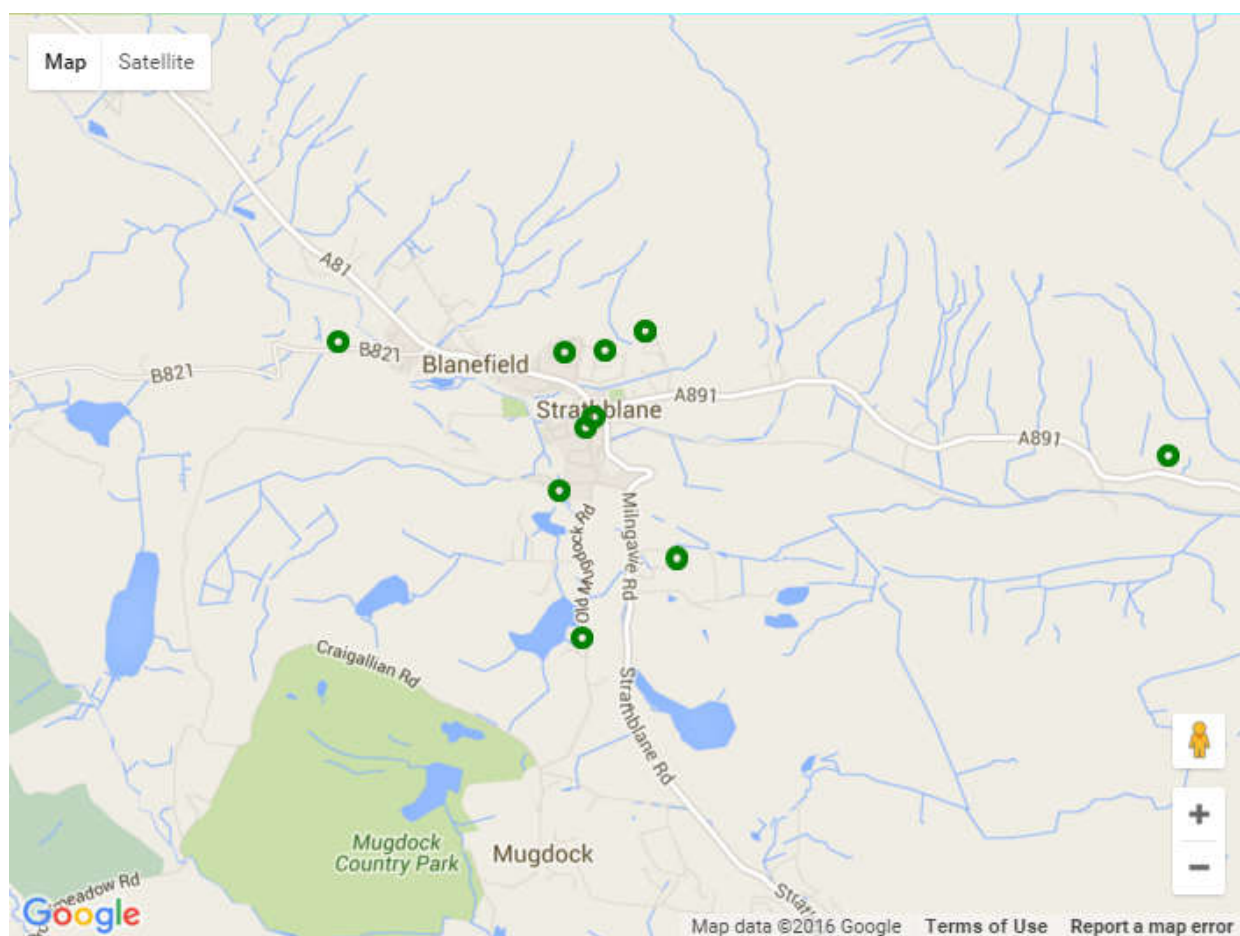 Map Satellite
A81
B821
B821
Blanefield
Strathblane
A891
A891
Milngavie Rd
Old Mugdock Rd
Craigallian Rd
Strathblane Rd
Mugdock
Country Park
Mugdock
Google
Map data ©2016 Google Terms of Use Report a map error